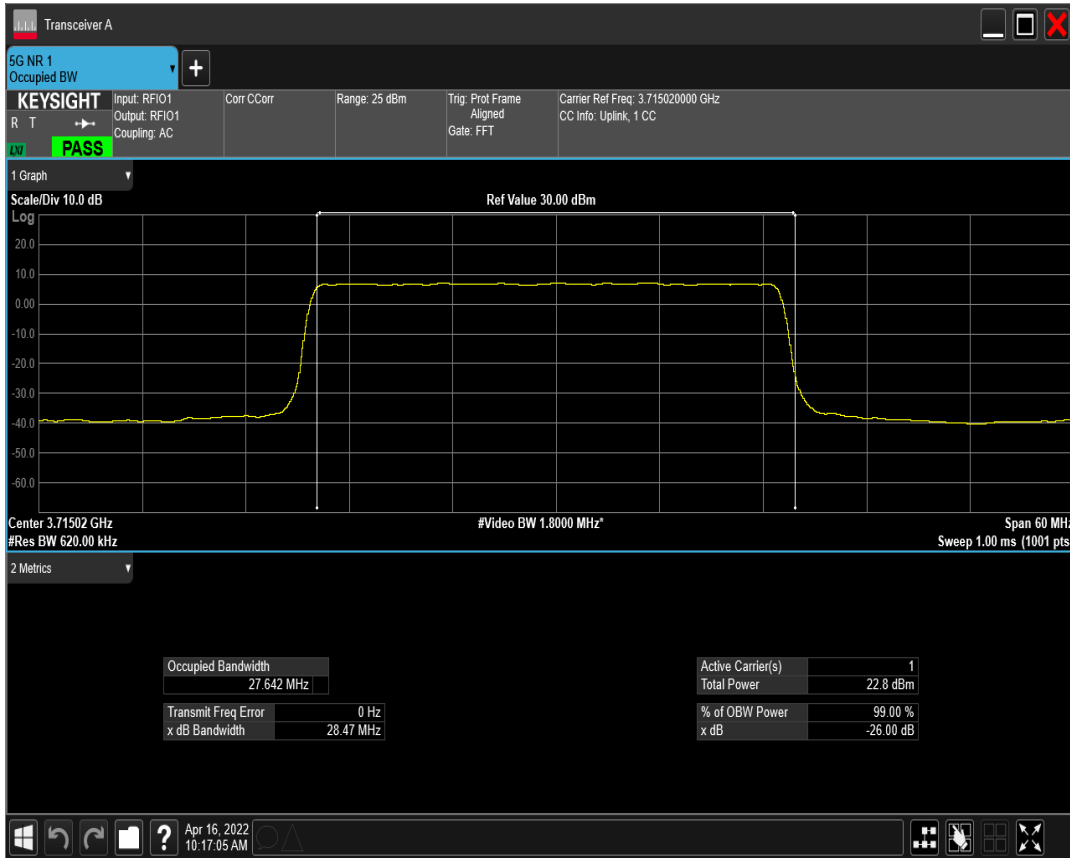 Transceiver A
5G NR 1
Occupied BW
+
KEYSIGHT
R T
LXI
PASS
Input: RFIO1
Output: RFIO1
Coupling: AC
Corr CCorr
Range: 25 dBm
Trig: Prot Frame
Aligned
Gate: FFT
Carrier Ref Freq: 3.715020000 GHz
CC Info: Uplink, 1 CC
1 Graph
Scale/Div 10.0 dB
Ref Value 30.00 dBm
Log
20.0
10.0
0.00
-10.0
-20.0
-30.0
-40.0
-50.0
-60.0
Center 3.71502 GHz
#Video BW 1.8000 MHz*
Span 60 MHz
#Res BW 620.00 kHz
Sweep 1.00 ms (1001 pts
2 Metrics
Occupied Bandwidth
27.642 MHz
Transmit Freq Error 0 Hz
x dB Bandwidth 28.47 MHz
Active Carrier(s) 1
Total Power 22.8 dBm
% of OBW Power 99.00 %
x dB -26.00 dB
?
Apr 16, 2022
10:17:05 AM